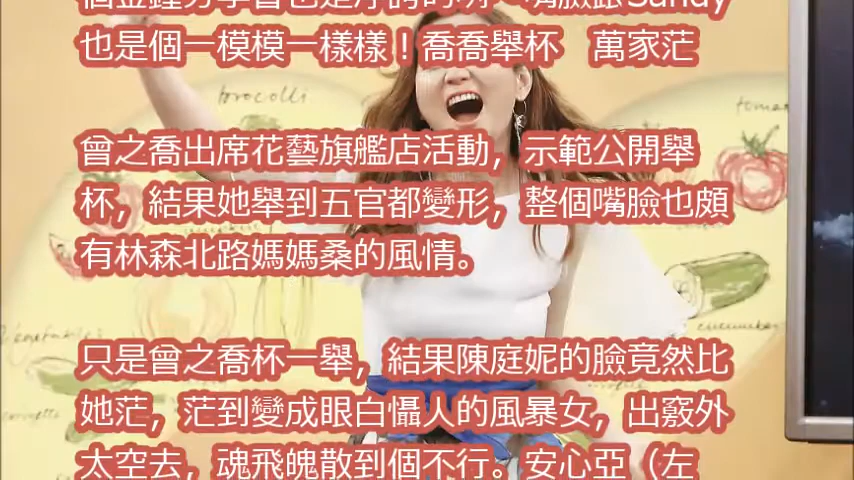 也是個一模模一樣樣！喬喬舉杯　萬家茫
曾之喬出席花藝旗艦店活動，示範公開舉
杯，結果她舉到五官都變形，整個嘴臉也頗
有林森北路媽媽桑的風情。
只是曾之喬杯一舉，結果陳庭妮的臉竟然比
她茫，茫到變成眼白懾人的風暴女，出竅外
太空去，魂飛魄散到個不行。安心亞（左
brocolli
Vegetables
cucumber